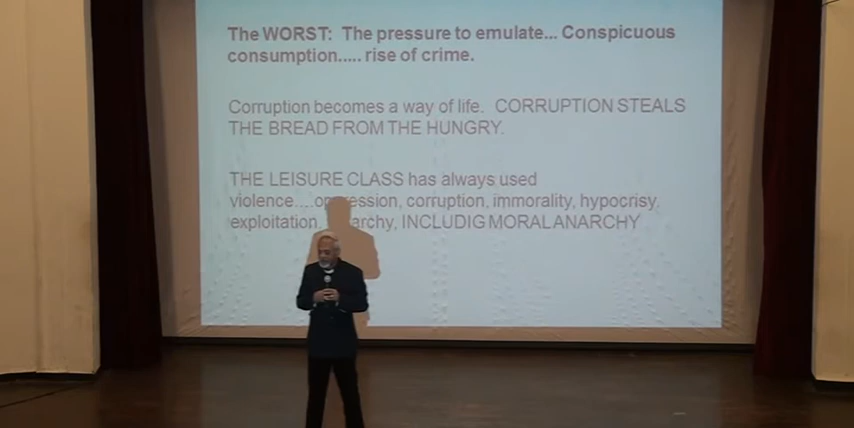 The WORST: The pressure to emulate... Conspicuous
consumption..... rise of crime.
Corruption becomes a way of life. CORRUPTION STEALS
THE BREAD FROM THE HUNGRY.
THE LEISURE CLASS has always used
violence.... corruption, immorality, hypocrisy,
exploitation, INCLUDIG MORAL ANARCHY